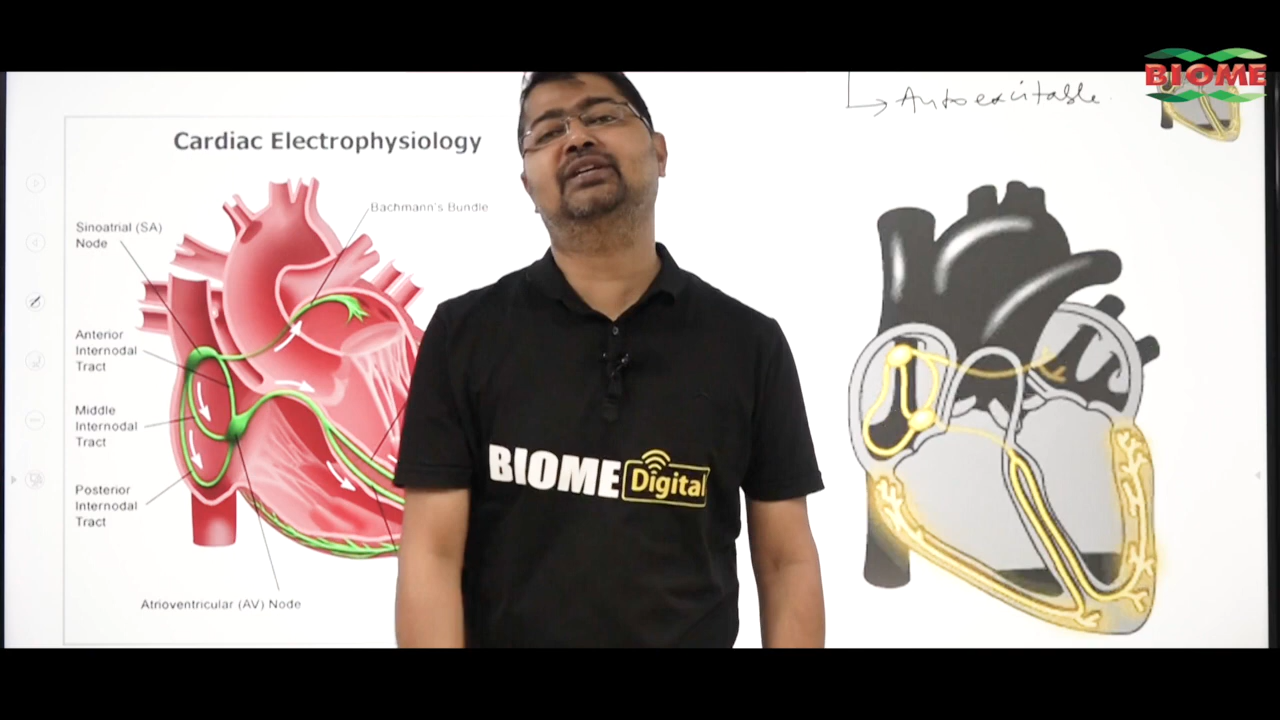 BIOME
Autoexcitable.
Cardiac Electrophysiology
Bachmann's Bundle
Sinoatrial (SA)
Node
Anterior
Internodal
Tract
Middle
Internodal
Tract
Posterior
Internodal
Tract
Atrioventricular (AV) Node
BIOME Digital